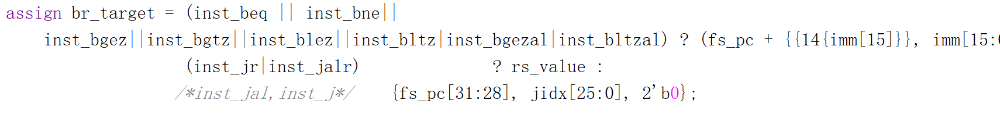 assign br_target = (inst_beq || inst_bne||
inst_bgez||inst_bgtz||inst_blez||inst_bltz|inst_bgezal|inst_bltzal) ? (fs_pc + {{14{imm[15]}}, imm[15:
(inst_jr|inst_jalr) ? rs_value :
/*inst_jal,inst_j*/ {fs_pc[31:28], jidx[25:0], 2'b0};